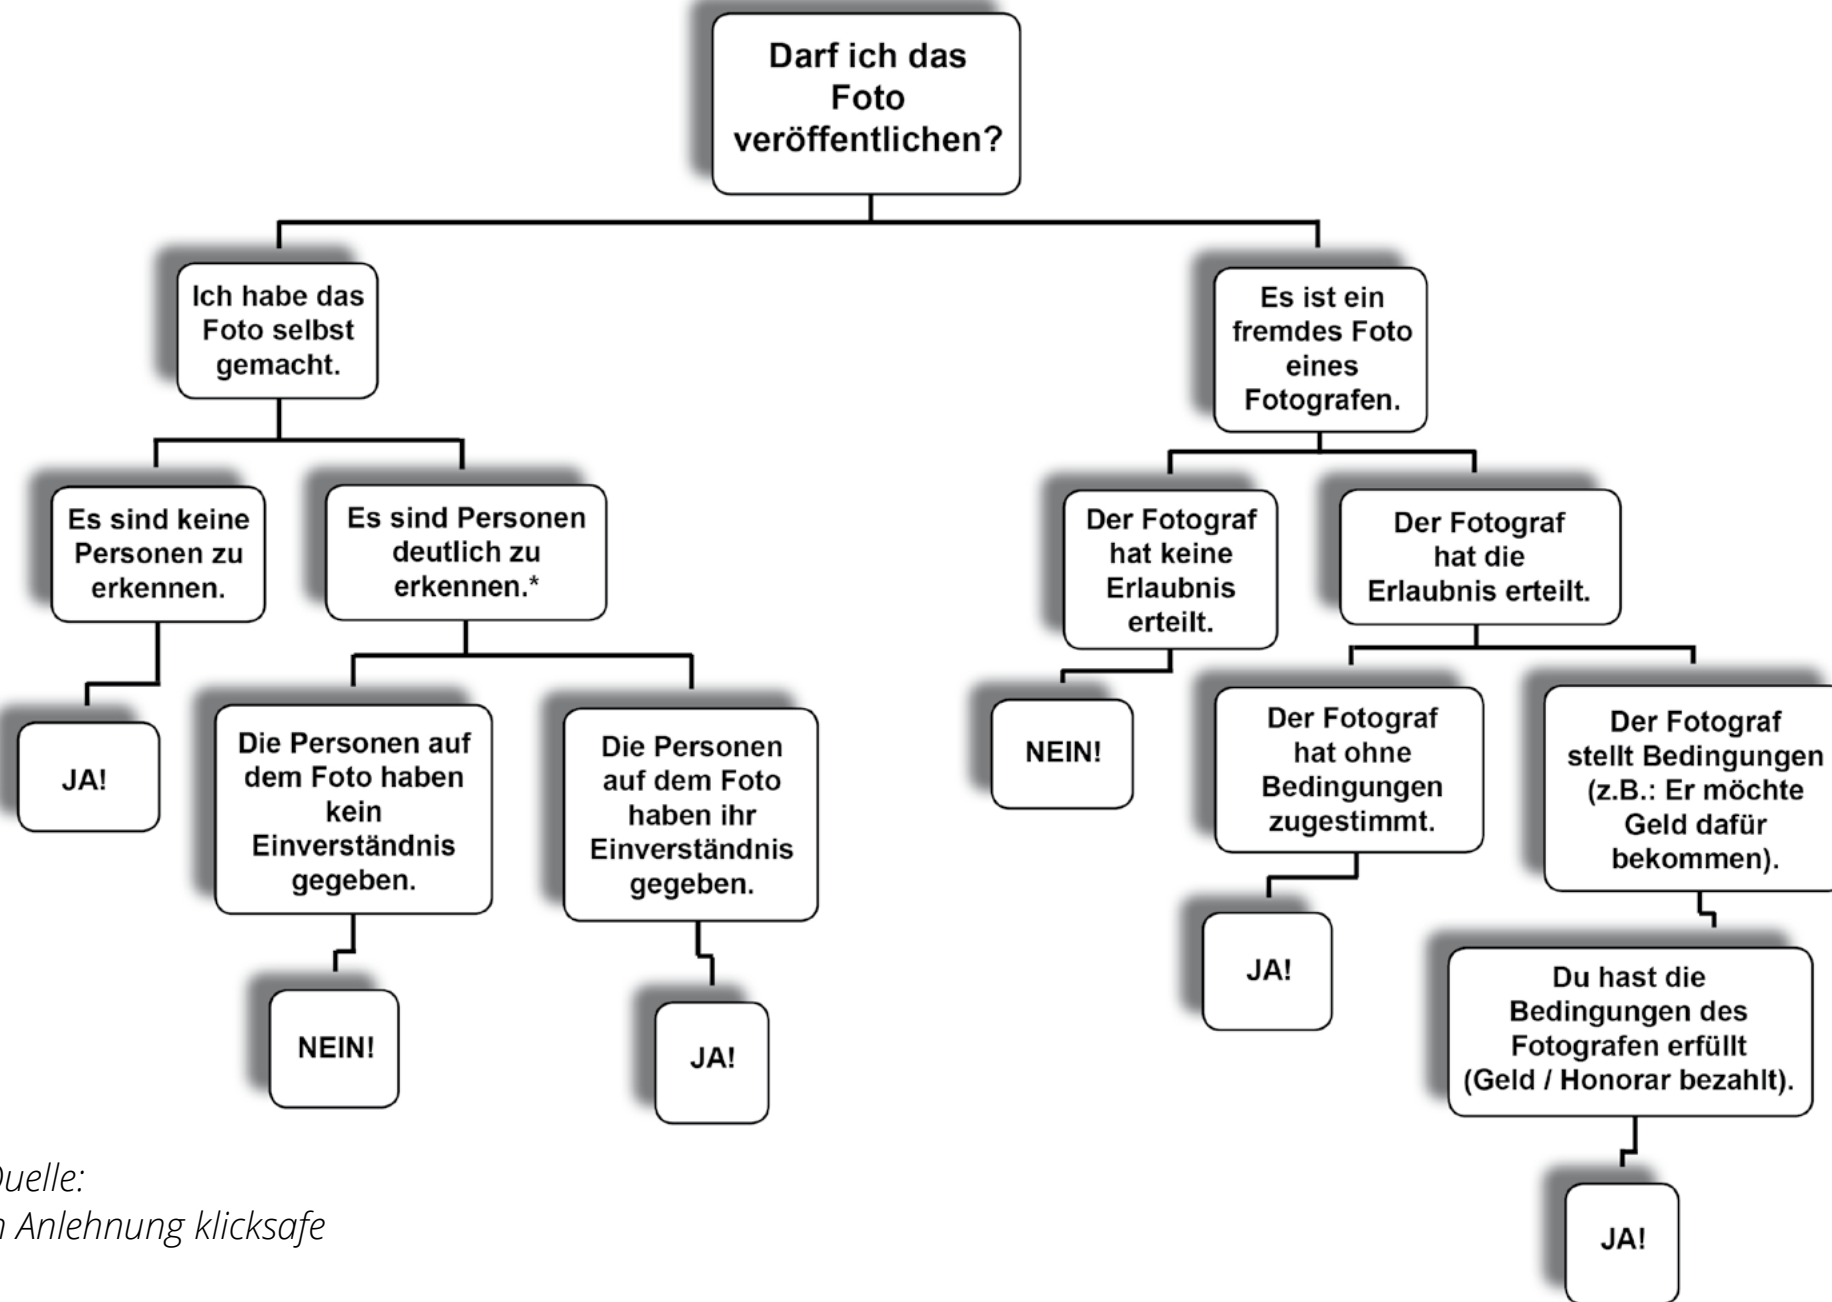 Darf ich das
Foto
veröffentlichen?
Ich habe das
Foto selbst
gemacht.
Es ist ein
fremdes Foto
eines
Fotografen.
Es sind keine
Personen zu
erkennen.
Es sind Personen
deutlich zu
erkennen.*
Der Fotograf
hat keine
Erlaubnis
erteilt.
Der Fotograf
hat die
Erlaubnis erteilt.
JA!
Die Personen auf
dem Foto haben
kein
Einverständnis
gegeben.
Die Personen
auf dem Foto
haben ihr
Einverständnis
gegeben.
NEIN!
Der Fotograf
hat ohne
Bedingungen
zugestimmt.
Der Fotograf
stellt Bedingungen
(z.B.: Er möchte
Geld dafür
bekommen).
NEIN!
JA!
JA!
Du hast die
Bedingungen des
Fotografen erfüllt
(Geld / Honorar bezahlt).
JA!
Quelle:
n Anlehnung klicksafe